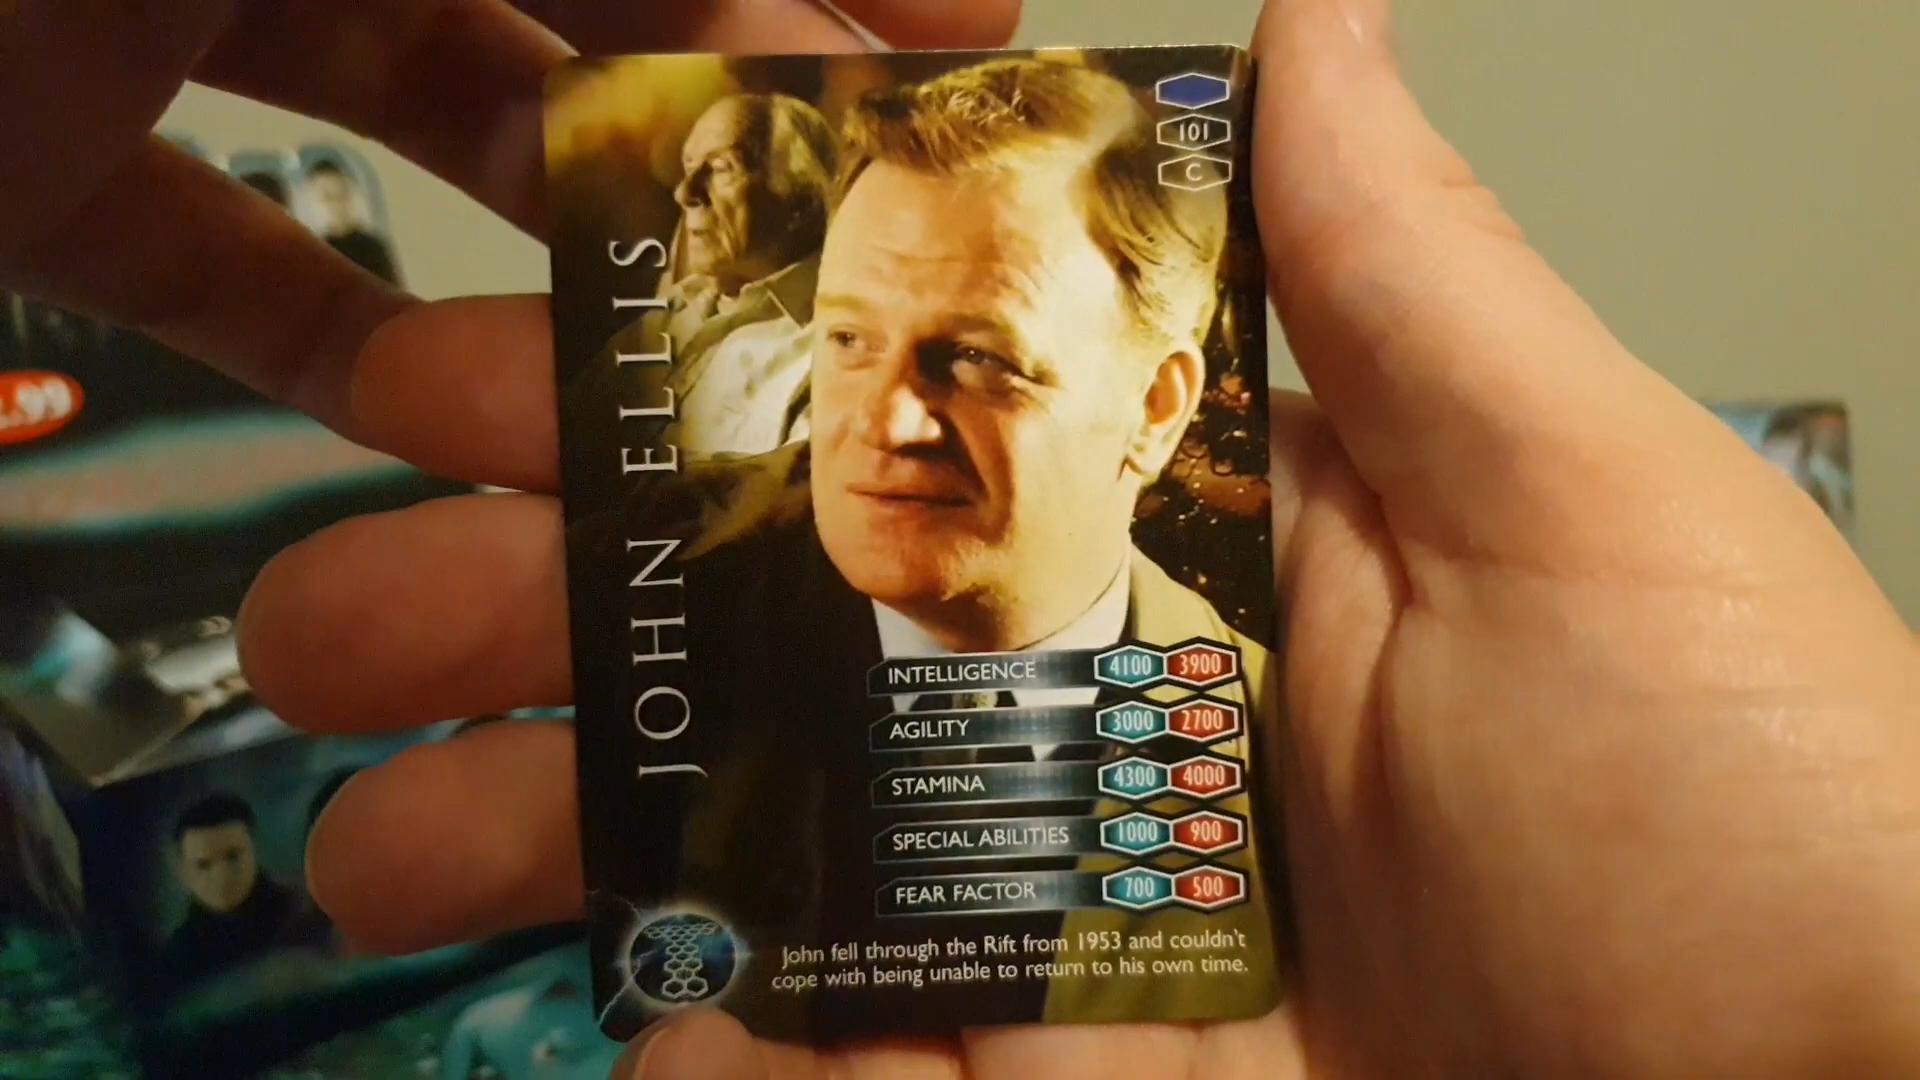 101
C
JOHN ELLIS
INTELLIGENCE 4100 3900
AGILITY 3000 2700
STAMINA 4300 4000
SPECIAL ABILITIES 1000 900
FEAR FACTOR 700 500
John fell through the Rift from 1953 and couldn't
cope with being unable to return to his own time.
.99